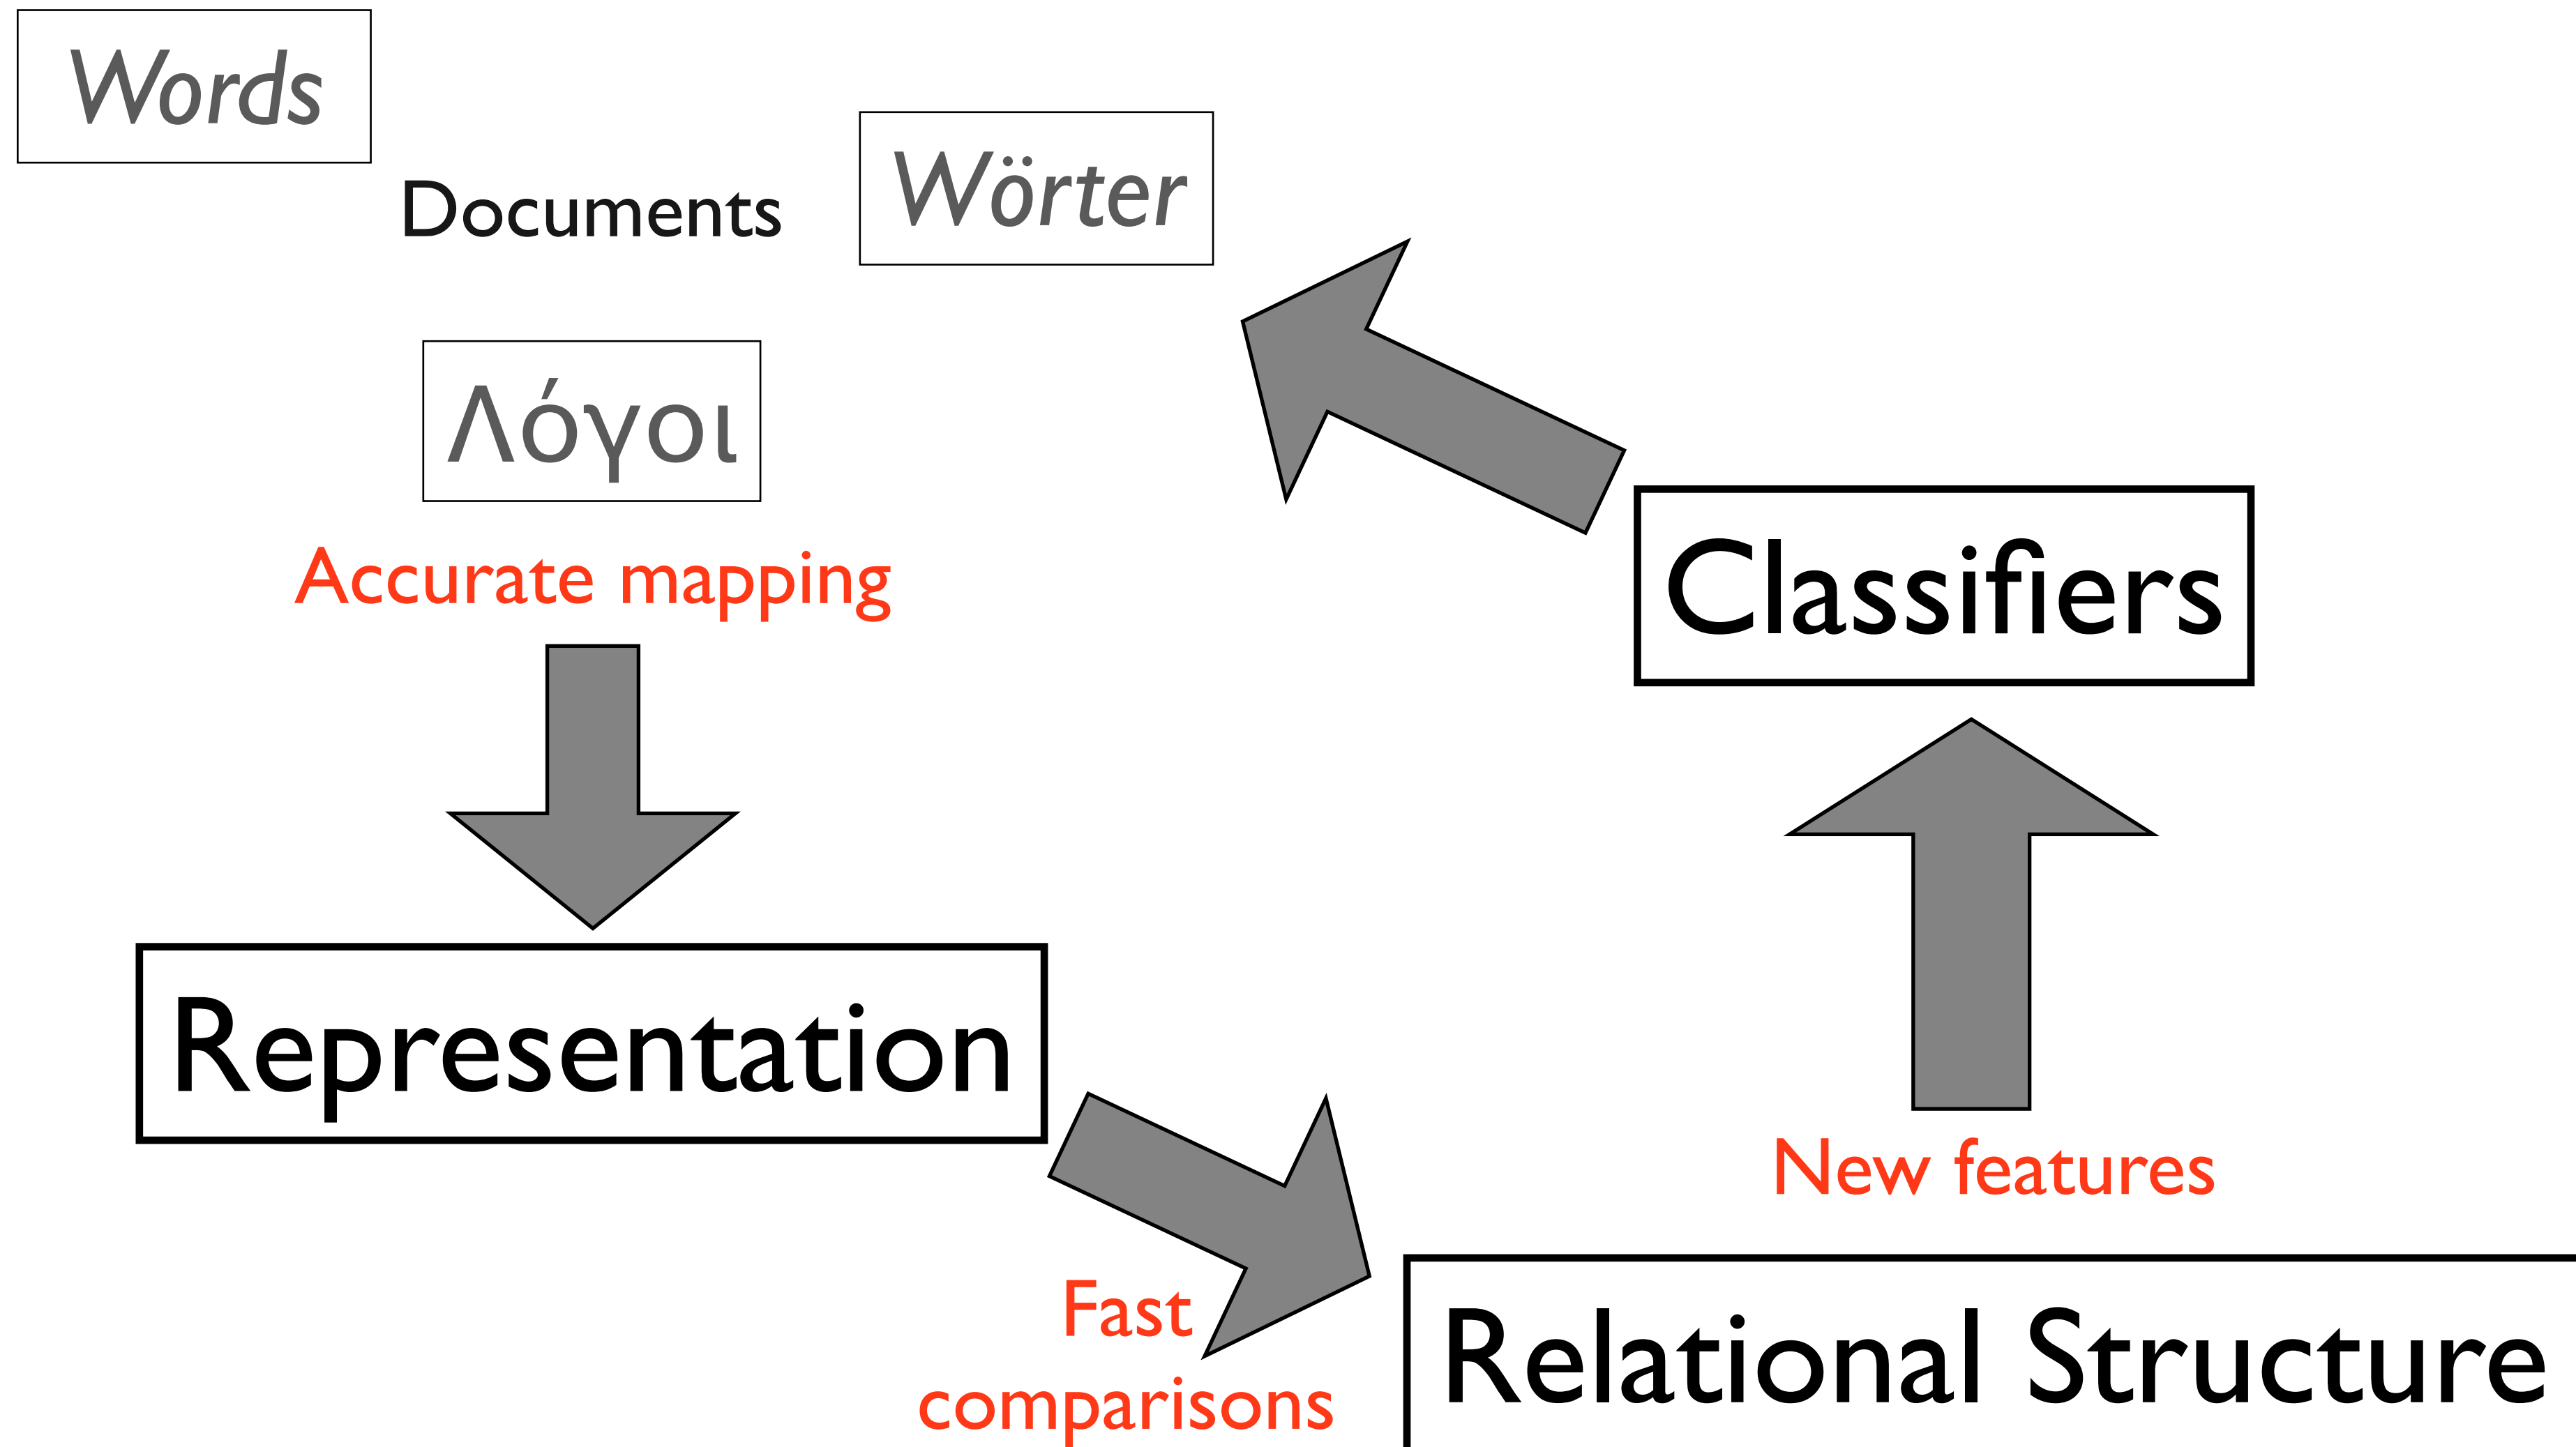 Words
Documents
Wörter
Λόγοι
Accurate mapping
Classifiers
Representation
New features
Fast
comparisons
Relational Structure